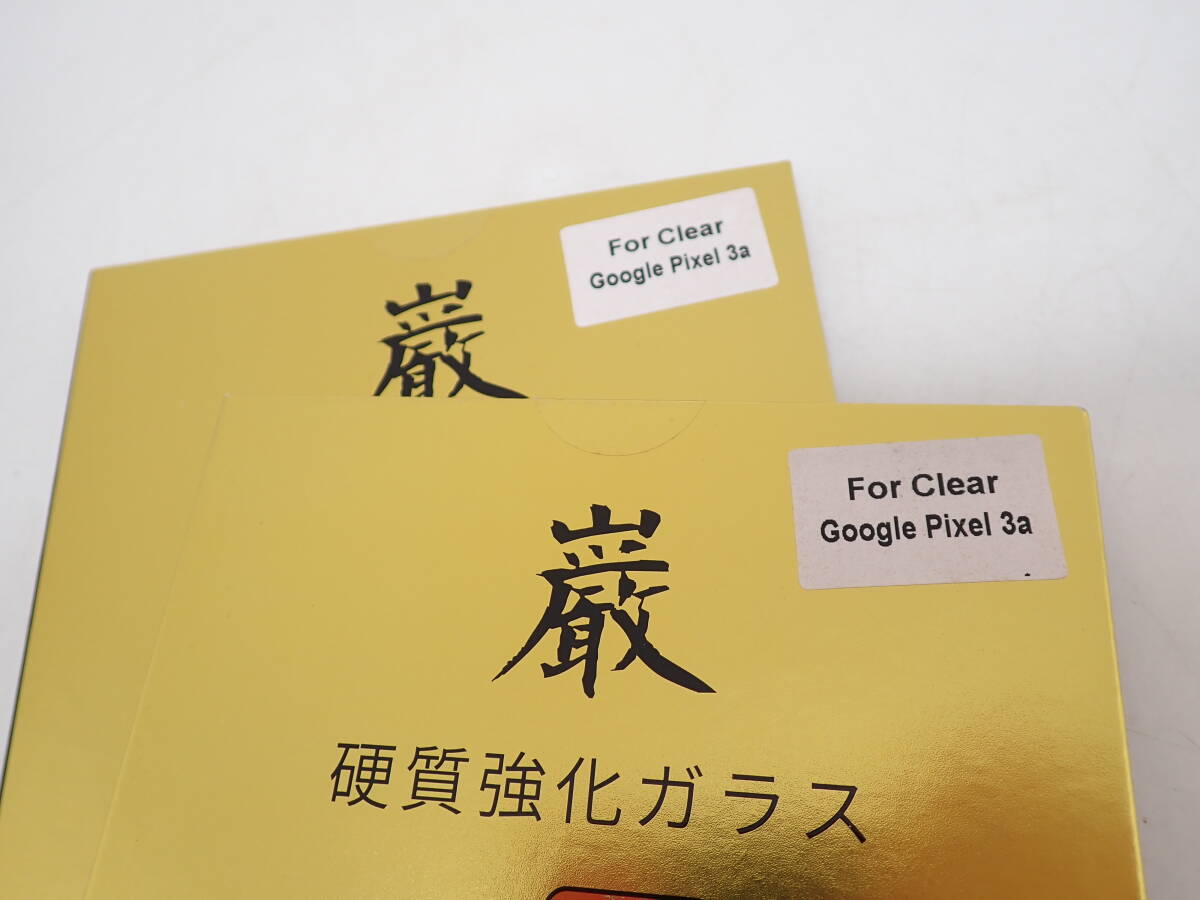 For Clear
Google Pixel 3a
巌
For Clear
Google Pixel 3a
巌
硬質強化ガラス